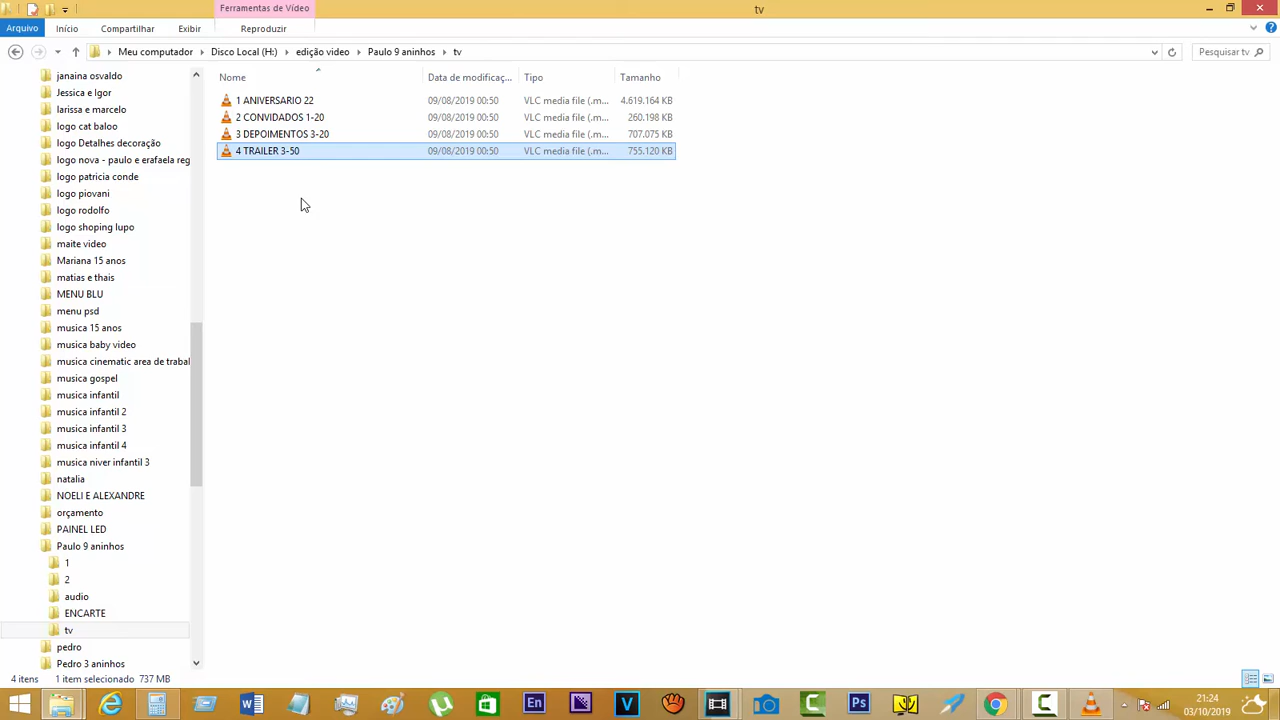 Ferramentas de Vídeo
tv
Arquivo Início Compartilhar Exibir Reproduzir
Meu computador Disco Local (H:) edição video Paulo 9 aninhos tv Pesquisar tv
Nome Data de modificaç... Tipo Tamanho
1 ANIVERSARIO 22 09/08/2019 00:50 VLC media file (.m... 4.619.164 KB
2 CONVIDADOS 1-20 09/08/2019 00:50 VLC media file (.m... 260.198 KB
3 DEPOIMENTOS 3-20 09/08/2019 00:50 VLC media file (.m... 707.075 KB
4 TRAILER 3-50 09/08/2019 00:50 VLC media file (.m... 755.120 KB
janaina osvaldo
Jessica e Igor
larissa e marcelo
logo cat baloo
logo Detalhes decoração
logo nova - paulo e erafaela reg
logo patricia conde
logo piovani
logo rodolfo
logo shoping lupo
maite video
Mariana 15 anos
matias e thais
MENU BLU
menu psd
musica 15 anos
musica baby video
musica cinematic area de trabal
musica gospel
musica infantil
musica infantil 2
musica infantil 3
musica infantil 4
musica niver infantil 3
natalia
NOELI E ALEXANDRE
orçamento
PAINEL LED
Paulo 9 aninhos
1
2
audio
ENCARTE
tv
pedro
Pedro 3 aninhos
4 itens 1 item selecionado 737 MB
W En V Ps
21:24
03/10/2019